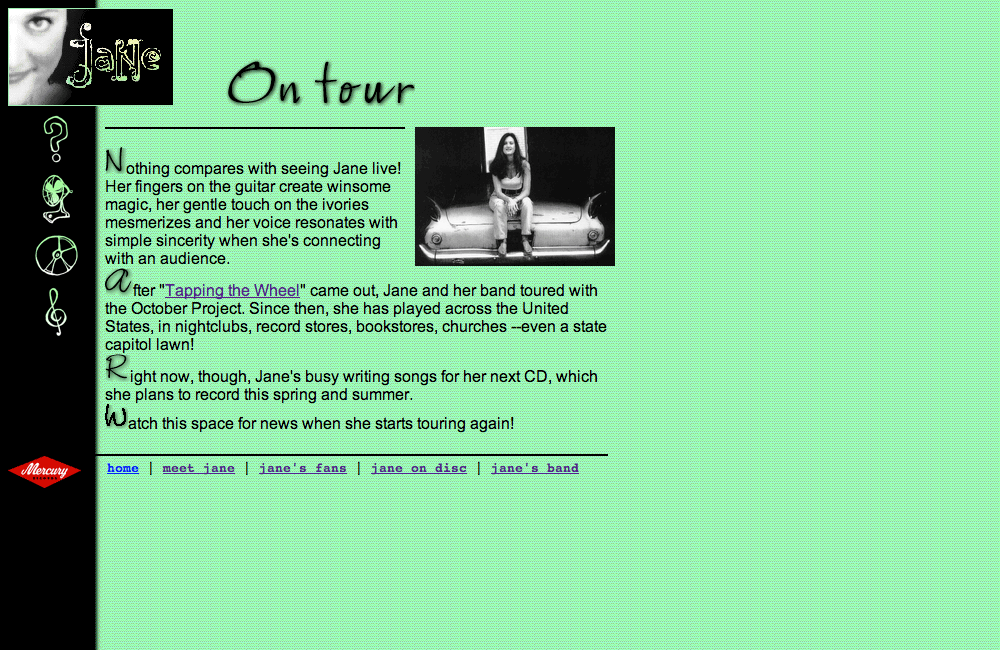 jane
On tour
Nothing compares with seeing Jane live!
Her fingers on the guitar create winsome
magic, her gentle touch on the ivories
mesmerizes and her voice resonates with
simple sincerity when she's connecting
with an audience.
After "Tapping the Wheel" came out, Jane and her band toured with
the October Project. Since then, she has played across the United
States, in nightclubs, record stores, bookstores, churches --even a state
capitol lawn!
Right now, though, Jane's busy writing songs for her next CD, which
she plans to record this spring and summer.
Watch this space for news when she starts touring again!
?
Mercury
home | meet jane | jane's fans | jane on disc | jane's band